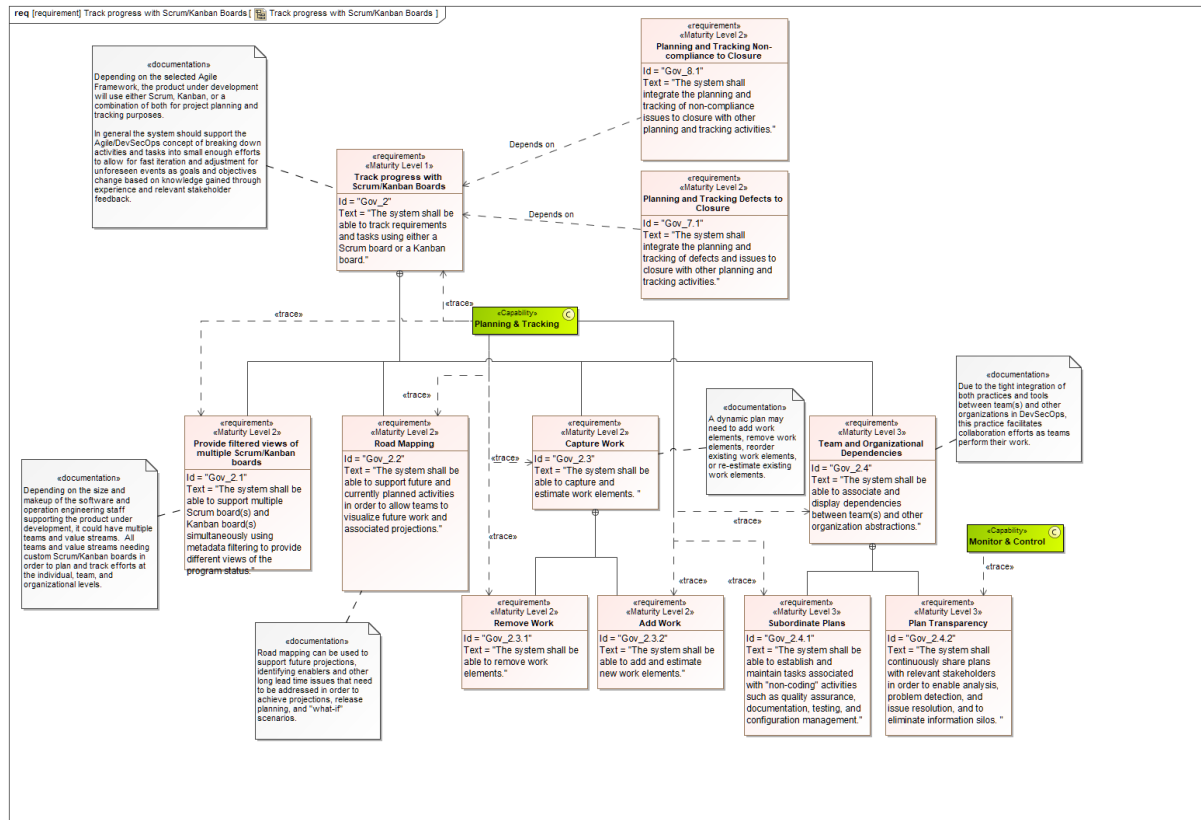 req [requirement] Track progress with Scrum/Kanban Boards [ Track progress with Scrum/Kanban Boards ]
«documentation»
Depending on the selected Agile
Framework, the product under development
will use either Scrum, Kanban, or a
combination of both for project planning and
tracking purposes.
In general the system should support the
Agile/DevSecOps concept of breaking down
activities and tasks into small enough efforts
to allow for fast iteration and adjustment for
unforeseen events as goals and objectives
change based on knowledge gained through
experience and relevant stakeholder
feedback.
«requirement»
«Maturity Level 2»
Planning and Tracking Non-
compliance to Closure
Id = "Gov_8.1"
Text = "The system shall
integrate the planning and
tracking of non-compliance
issues to closure with other
planning and tracking activities."
Depends on
«requirement»
«Maturity Level 1»
Track progress with
Scrum/Kanban Boards
Id = "Gov_2"
Text = "The system shall be
able to track requirements
and tasks using either a
Scrum board or a Kanban
board."
«requirement»
«Maturity Level 2»
Planning and Tracking Defects to
Closure
Id = "Gov_7.1"
Text = "The system shall
integrate the planning and
tracking of defects and issues to
closure with other planning and
tracking activities."
Depends on
«trace»
«trace»
«Capability»
C
Planning & Tracking
«trace»
«documentation»
Due to the tight integration of
both practices and tools
between team(s) and other
organizations in DevSecOps,
this practice facilitates
collaboration efforts as teams
perform their work.
«documentation»
A dynamic plan may
need to add work
elements, remove work
elements, reorder
existing work elements,
or re-estimate existing
work elements.
«requirement»
«Maturity Level 2»
Provide filtered views of
multiple Scrum/Kanban
boards
Id = "Gov_2.1"
Text = "The system shall be
able to support multiple
Scrum board(s) and
Kanban board(s)
simultaneously using
metadata filtering to provide
different views of the
program status."
«requirement»
«Maturity Level 2»
Road Mapping
Id = "Gov_2.2"
Text = "The system shall be
able to support future and
currently planned activities
in order to allow teams to
visualize future work and
associated projections."
«requirement»
«Maturity Level 2»
Capture Work
Id = "Gov_2.3"
Text = "The system shall be
able to capture and
estimate work elements. "
«requirement»
«Maturity Level 3»
Team and Organizational
Dependencies
Id = "Gov_2.4"
Text = "The system shall be
able to associate and
display dependencies
between team(s) and other
organization abstractions.
«documentation»
Depending on the size and
makeup of the software and
operation engineering staff
supporting the product under
development, it could have multiple
teams and value streams.  All
teams and value streams needing
custom Scrum/Kanban boards in
order to plan and track efforts at
the individual, team, and
organizational levels.
«trace»
«trace»
«trace»
«Capability»
C
Monitor & Control
«trace»
«trace»
«trace»
«trace»
«documentation»
Road mapping can be used to
support future projections,
identifying enablers and other
long lead time issues that need
to be addressed in order to
achieve projections, release
planning, and "what-if"
scenarios.
«requirement»
«Maturity Level 2»
Remove Work
Id = "Gov_2.3.1"
Text = "The system shall be
able to remove work
elements."
«requirement»
«Maturity Level 2»
Add Work
Id = "Gov_2.3.2"
Text = "The system shall be
able to add and estimate
new work elements."
«requirement»
«Maturity Level 3»
Subordinate Plans
Id = "Gov_2.4.1"
Text = "The system shall be
able to establish and
maintain tasks associated
with "non-coding" activities
such as quality assurance,
documentation, testing, and
configuration management."
«requirement»
«Maturity Level 3»
Plan Transparency
Id = "Gov_2.4.2"
Text = "The system shall
continuously share plans
with relevant stakeholders
in order to enable analysis,
problem detection, and
issue resolution, and to
eliminate information silos. "